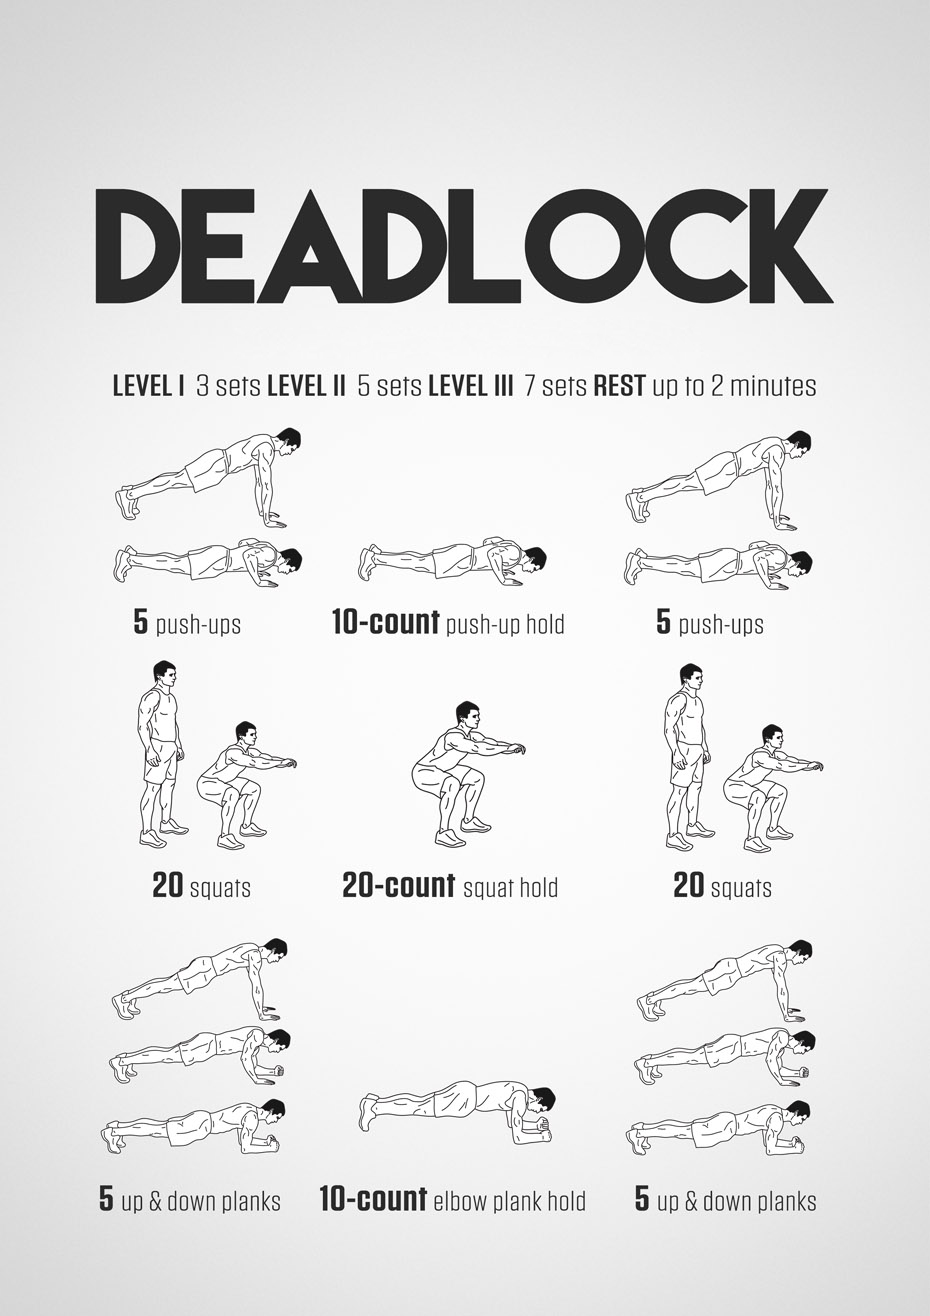 DEADLOCK
LEVEL I 3 sets LEVEL II 5 sets LEVEL III 7 sets REST up to 2 minutes
5 push-ups
10-count push-up hold
5 push-ups
20 squats
20-count squat hold
20 squats
5 up & down planks
10-count elbow plank hold
5 up & down planks